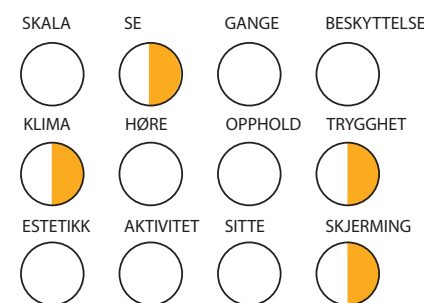 SKALA SE GANGE BESKYTTELSE
KLIMA HØRE OPPHOLD TRYGGHET
ESTETIKK AKTIVITET SITTE SKJERMING